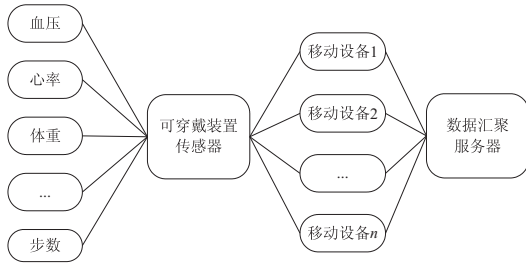 血压
心率
体重
...
步数
可穿戴装置
传感器
移动设备1
移动设备2
...
移动设备n
数据汇聚
服务器